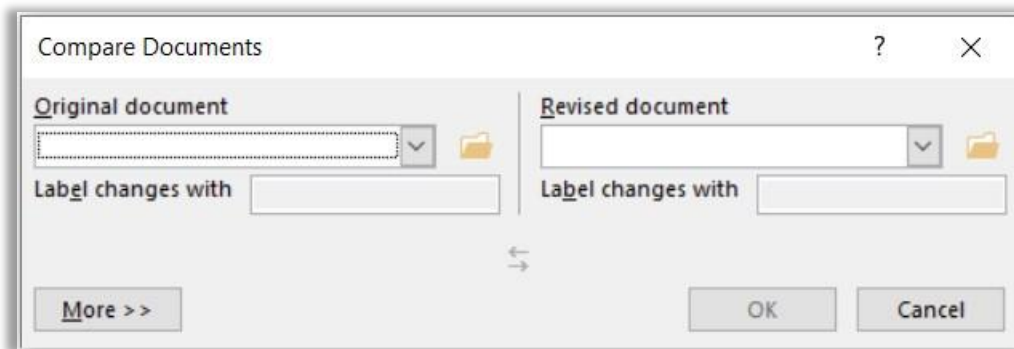 Compare Documents ?
Original document
Revised document
Label changes with
Label changes with
More >>
OK
Cancel